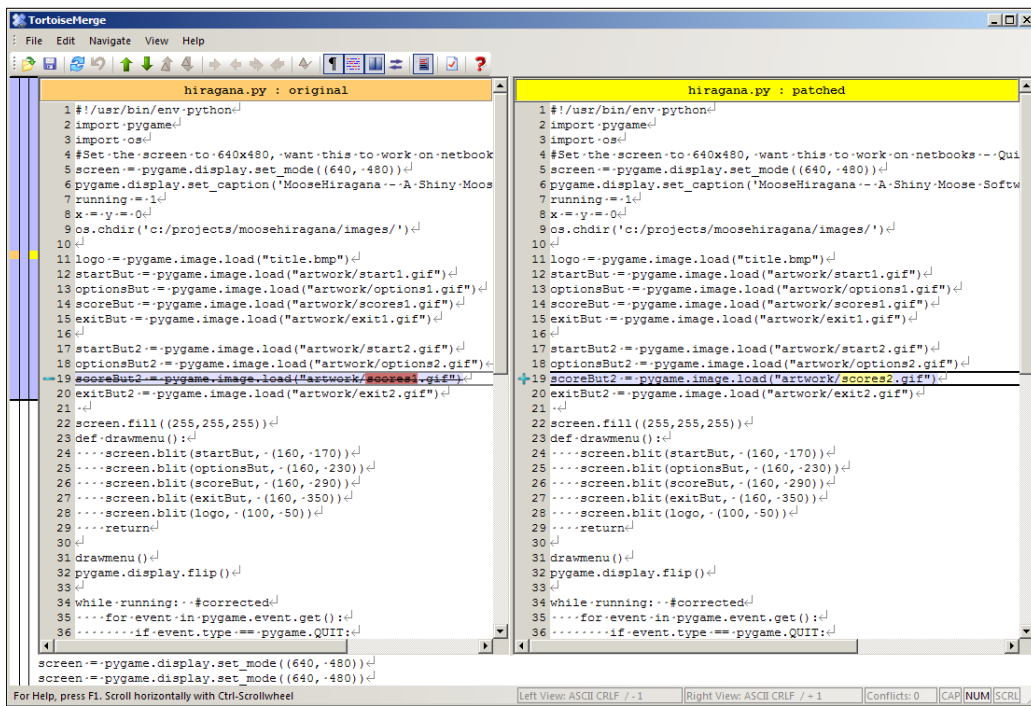 TortoiseMerge
File Edit Navigate View Help
hiragana.py : original
1 #!/usr/bin/env·python
2 import·pygame
3 import·os
4 #Set·the·screen·to·640x480,·want·this·to·work·on·netbook
5 screen·=·pygame.display.set_mode((640,·480))
6 pygame.display.set_caption('MooseHiragana·-·A·Shiny·Moos
7 running·=·1
8 x·=·y·=·0
9 os.chdir('c:/projects/moosehiragana/images/')
10
11 logo·=·pygame.image.load("title.bmp")
12 startBut·=·pygame.image.load("artwork/start1.gif")
13 optionsBut·=·pygame.image.load("artwork/options1.gif")
14 scoreBut·=·pygame.image.load("artwork/scores1.gif")
15 exitBut·=·pygame.image.load("artwork/exit1.gif")
16
17 startBut2·=·pygame.image.load("artwork/start2.gif")
18 optionsBut2·=·pygame.image.load("artwork/options2.gif")
19 scoreBut2·=·pygame.image.load("artwork/scores1.gif")
20 exitBut2·=·pygame.image.load("artwork/exit2.gif")
21 ·
22 screen.fill((255,255,255))
23 def·drawmenu():
24 ····screen.blit(startBut,·(160,·170))
25 ····screen.blit(optionsBut,·(160,·230))
26 ····screen.blit(scoreBut,·(160,·290))
27 ····screen.blit(exitBut,·(160,·350))
28 ····screen.blit(logo,·(100,·50))
29 ····return
30
31 drawmenu()
32 pygame.display.flip()
33
34 while·running:··#corrected
35 ····for·event·in·pygame.event.get():
36 ········if·event.type·==·pygame.QUIT:
hiragana.py : patched
1 #!/usr/bin/env·python
2 import·pygame
3 import·os
4 #Set·the·screen·to·640x480,·want·this·to·work·on·netbooks·-·Qui
5 screen·=·pygame.display.set_mode((640,·480))
6 pygame.display.set_caption('MooseHiragana·-·A·Shiny·Moose·Softw
7 running·=·1
8 x·=·y·=·0
9 os.chdir('c:/projects/moosehiragana/images/')
10
11 logo·=·pygame.image.load("title.bmp")
12 startBut·=·pygame.image.load("artwork/start1.gif")
13 optionsBut·=·pygame.image.load("artwork/options1.gif")
14 scoreBut·=·pygame.image.load("artwork/scores1.gif")
15 exitBut·=·pygame.image.load("artwork/exit1.gif")
16
17 startBut2·=·pygame.image.load("artwork/start2.gif")
18 optionsBut2·=·pygame.image.load("artwork/options2.gif")
19 scoreBut2·=·pygame.image.load("artwork/scores2.gif")
20 exitBut2·=·pygame.image.load("artwork/exit2.gif")
21 ·
22 screen.fill((255,255,255))
23 def·drawmenu():
24 ····screen.blit(startBut,·(160,·170))
25 ····screen.blit(optionsBut,·(160,·230))
26 ····screen.blit(scoreBut,·(160,·290))
27 ····screen.blit(exitBut,·(160,·350))
28 ····screen.blit(logo,·(100,·50))
29 ····return
30
31 drawmenu()
32 pygame.display.flip()
33
34 while·running:··#corrected
35 ····for·event·in·pygame.event.get():
36 ········if·event.type·==·pygame.QUIT:
screen·=·pygame.display.set_mode((640,·480))
screen·=·pygame.display.set_mode((640,·480))
For Help, press F1. Scroll horizontally with Ctrl-Scrollwheel Left View: ASCII CRLF / - 1 Right View: ASCII CRLF / + 1 Conflicts: 0 CAP NUM SCRL